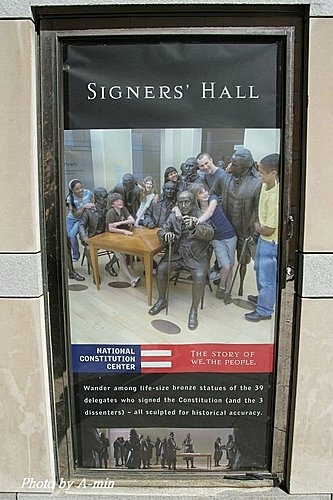 SIGNERS' HALL
NATIONAL
CONSTITUTION
CENTER
THE STORY OF
WE, THE PEOPLE.
Wander among life-size bronze statues of the 39
delegates who signed the Constitution (and the 3
dissenters) – all sculpted for historical accuracy.
Photo by A-min